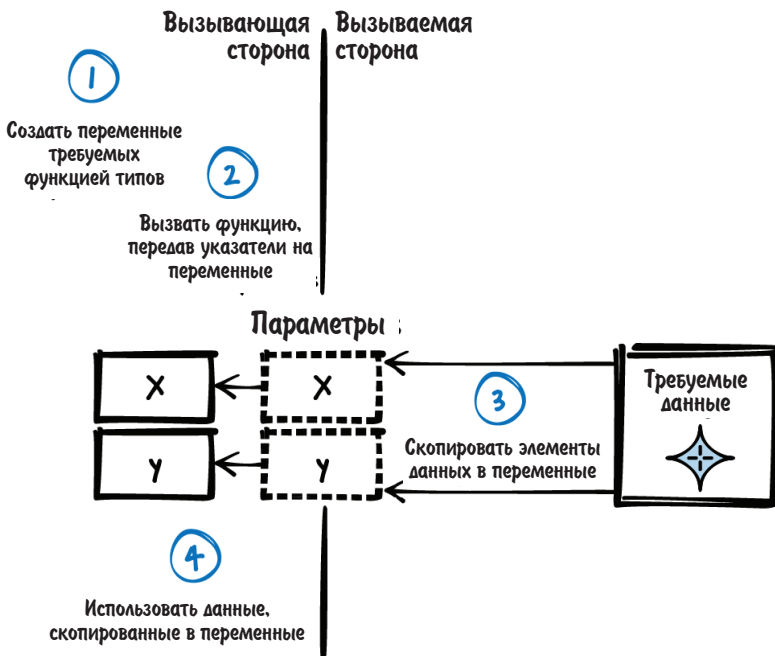 Вызывающая
сторона
Вызываемая
сторона
1
Создать переменные
требуемых
функцией типов
2
Вызвать функцию,
передав указатели на
переменные
Параметры
X
X
Y
Y
3
Скопировать элементы
данных в переменные
Требуемые
данные
4
Использовать данные,
скопированные в переменные